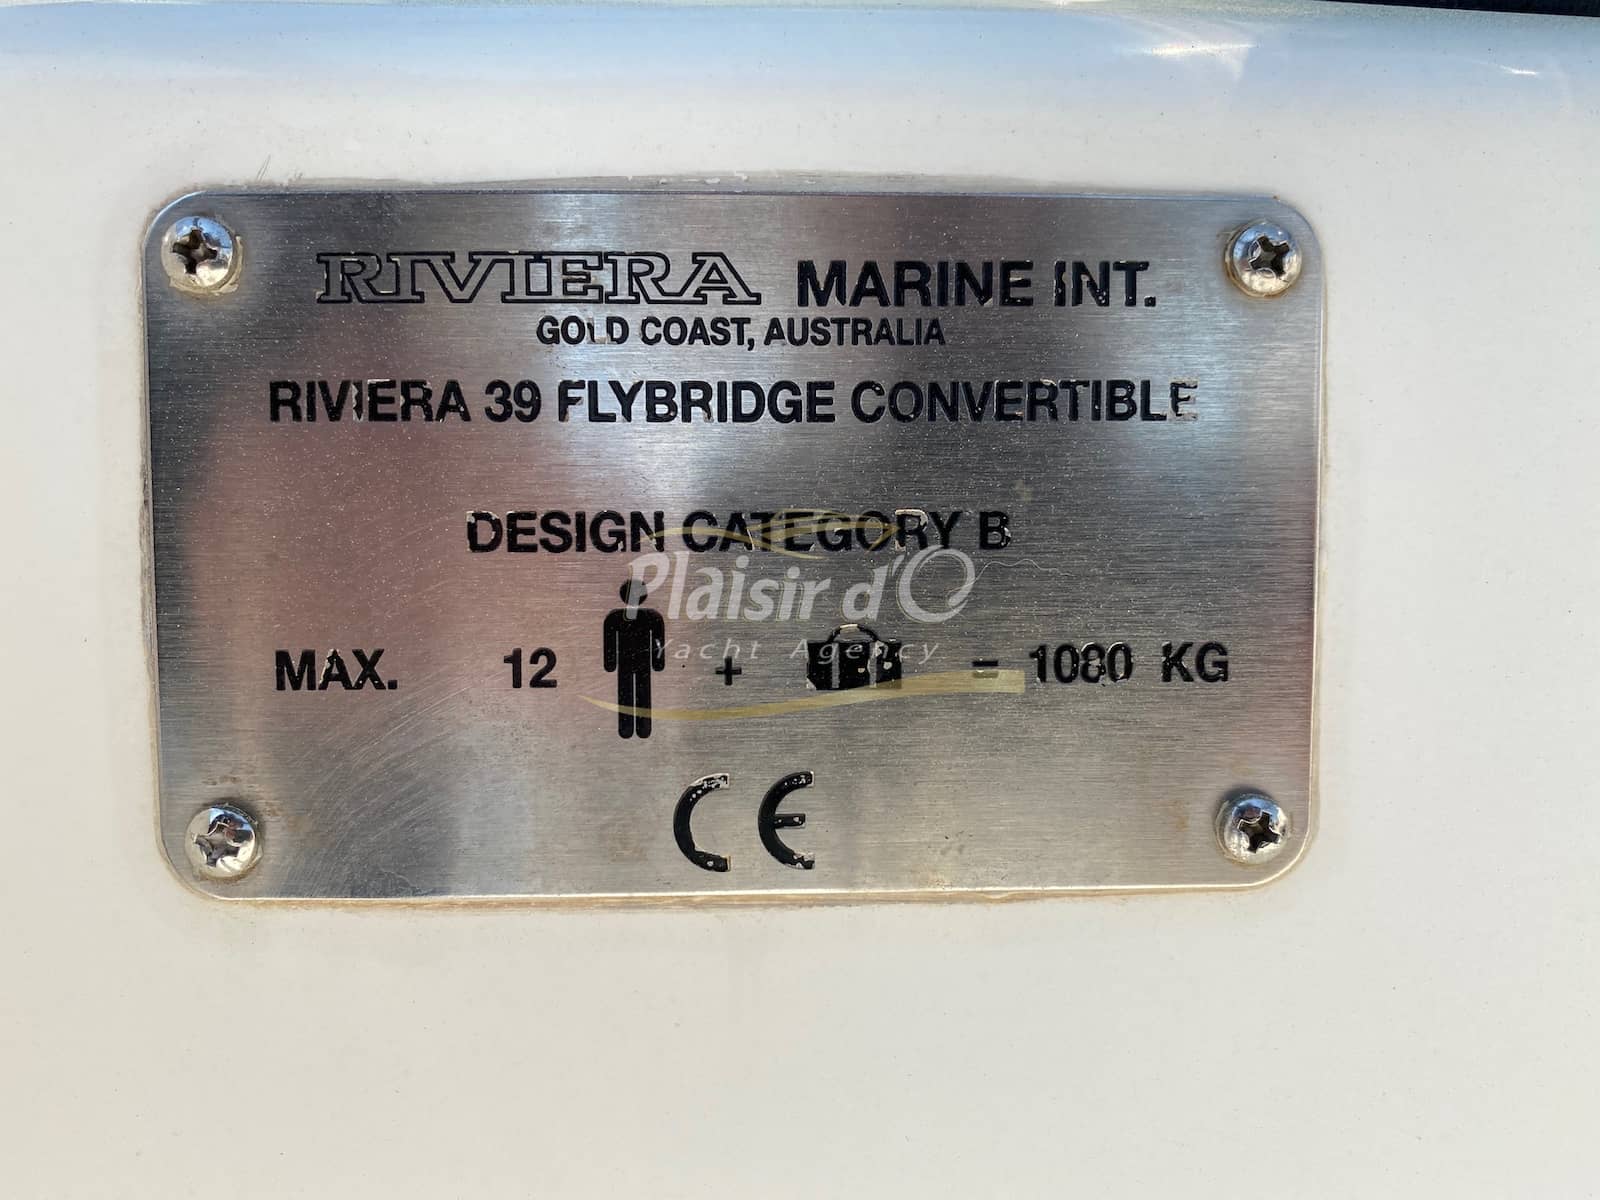 RIVIERA MARINE INT.
GOLD COAST, AUSTRALIA
RIVIERA 39 FLYBRIDGE CONVERTIBLE
DESIGN CATEGORY B
Plaisir d'O
Yacht Agency
MAX. 12 + = 1080 KG
CE